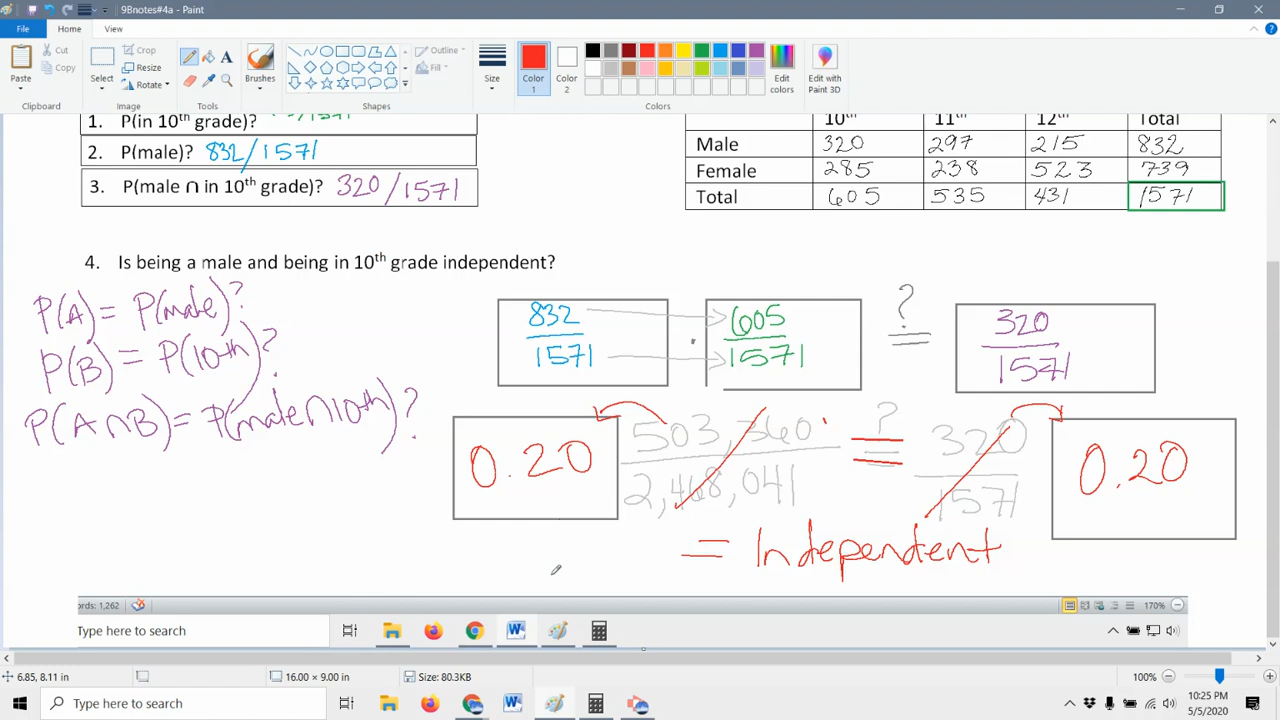 9Bnotes#4a - Paint
File Home View
Paste Cut Copy Select Crop Resize Rotate Brushes Outline Fill Size Color 1 Color 2 Edit colors Edit with Paint 3D
Clipboard Image Tools Shapes Colors
10th 11th 12th Total
1. P(in 10th grade)? /1571
2. P(male)? 832/1571
3. P(male ∩ in 10th grade)? 320/1571
Male 320 297 215 832
Female 285 238 523 739
Total 605 535 431 1571
4. Is being a male and being in 10th grade independent?
P(A) = P(male)?
P(B) = P(10th)?
P(A∩B) = P(male∩10th)?
832/1571 · 605/1571 ?= 320/1571
0.20 503,360/2,468,041 ?= 320/1571 0.20
= Independent
ords: 1,262 170%
Type here to search
6.85, 8.11 in 16.00 × 9.00 in Size: 80.3KB 100%
Type here to search 10:25 PM
5/5/2020